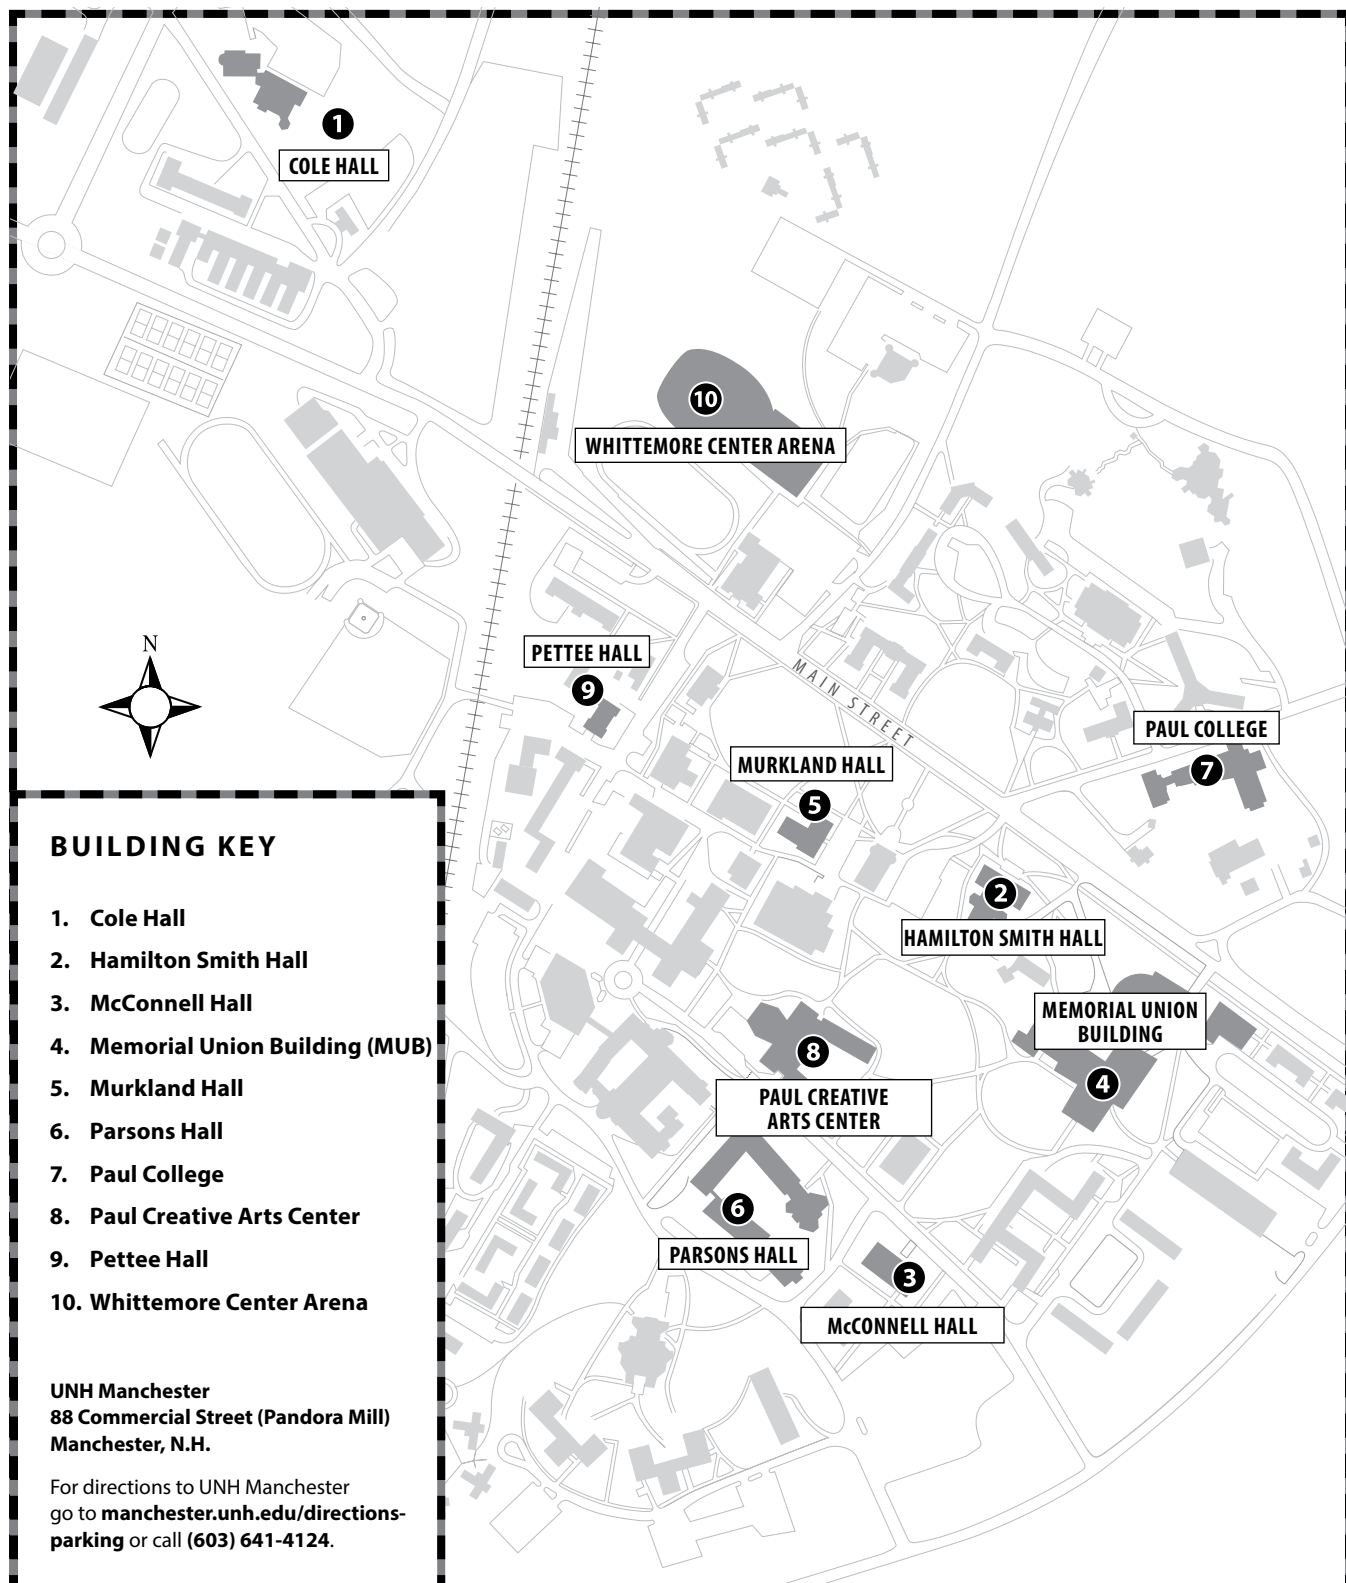 1
COLE HALL
10
WHITTEMORE CENTER ARENA
N
PETTEE HALL
9
MAIN STREET
PAUL COLLEGE
7
MURKLAND HALL
5
2
HAMILTON SMITH HALL
MEMORIAL UNION
BUILDING
4
8
PAUL CREATIVE
ARTS CENTER
6
PARSONS HALL
3
McCONNELL HALL
BUILDING KEY
1. Cole Hall
2. Hamilton Smith Hall
3. McConnell Hall
4. Memorial Union Building (MUB)
5. Murkland Hall
6. Parsons Hall
7. Paul College
8. Paul Creative Arts Center
9. Pettee Hall
10. Whittemore Center Arena
UNH Manchester
88 Commercial Street (Pandora Mill)
Manchester, N.H.
For directions to UNH Manchester
go to manchester.unh.edu/directions-
parking or call (603) 641-4124.